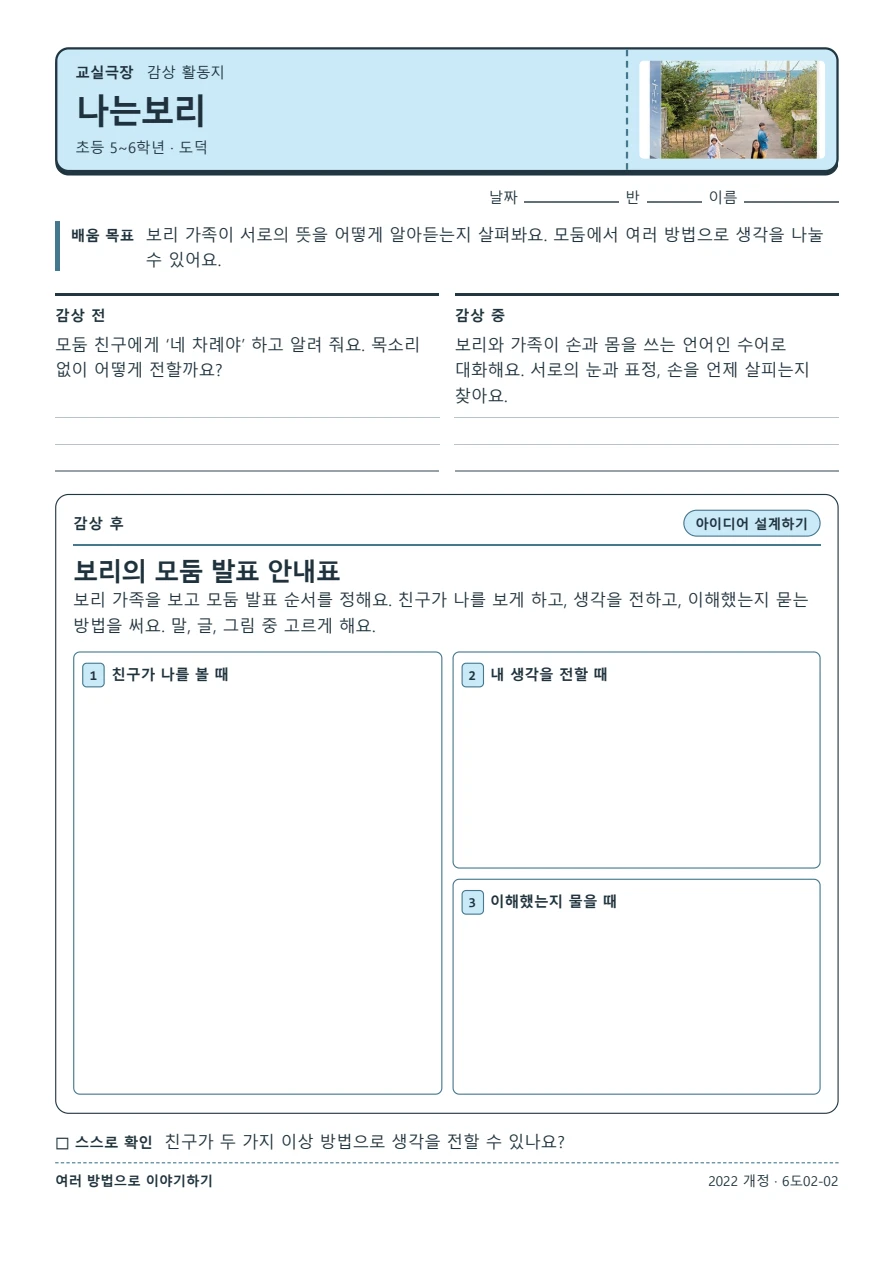 교실극장 감상 활동지
나는보리
초등 5~6학년 · 도덕
날짜 반 이름
배움 목표 보리 가족이 서로의 뜻을 어떻게 알아듣는지 살펴봐요. 모둠에서 여러 방법으로 생각을 나눌
수 있어요.
감상 전
모둠 친구에게 ‘네 차례야’ 하고 알려 줘요. 목소리
없이 어떻게 전할까요?
감상 중
보리와 가족이 손과 몸을 쓰는 언어인 수어로
대화해요. 서로의 눈과 표정, 손을 언제 살피는지
찾아요.
감상 후
아이디어 설계하기
보리의 모둠 발표 안내표
보리 가족을 보고 모둠 발표 순서를 정해요. 친구가 나를 보게 하고, 생각을 전하고, 이해했는지 묻는
방법을 써요. 말, 글, 그림 중 고르게 해요.
1 친구가 나를 볼 때
2 내 생각을 전할 때
3 이해했는지 물을 때
스스로 확인 친구가 두 가지 이상 방법으로 생각을 전할 수 있나요?
여러 방법으로 이야기하기
2022 개정 · 6도02-02